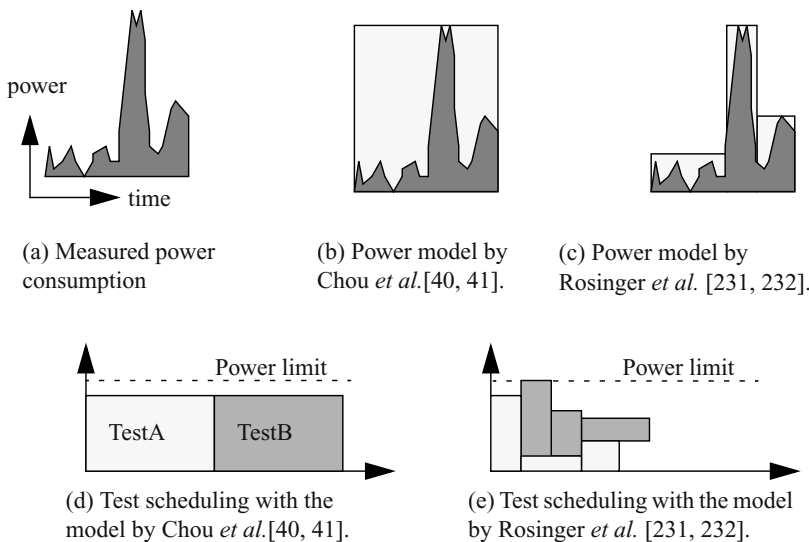 power
time
(a) Measured power
consumption
(b) Power model by
Chou et al.[40, 41].
(c) Power model by
Rosinger et al. [231, 232].
Power limit
TestA
TestB
(d) Test scheduling with the
model by Chou et al.[40, 41].
Power limit
(e) Test scheduling with the model
by Rosinger et al. [231, 232].